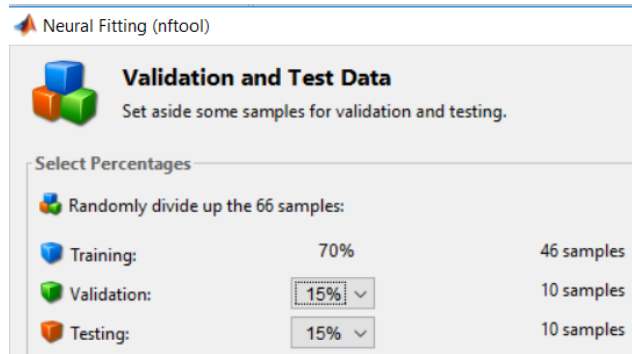 Neural Fitting (nftool)
Validation and Test Data
Set aside some samples for validation and testing.
Select Percentages
Randomly divide up the 66 samples:
Training: 70% 46 samples
Validation: 15% 10 samples
Testing: 15% 10 samples